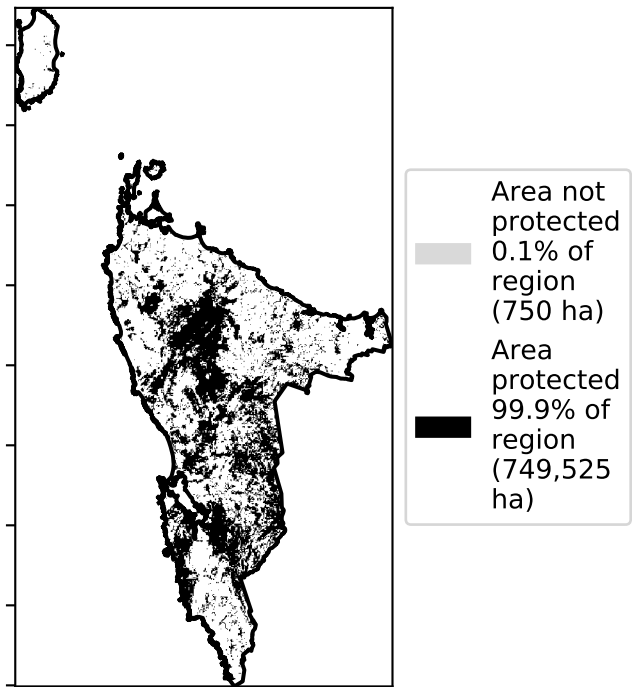 Area not
protected
0.1% of
region
(750 ha)
Area
protected
99.9% of
region
(749,525
ha)